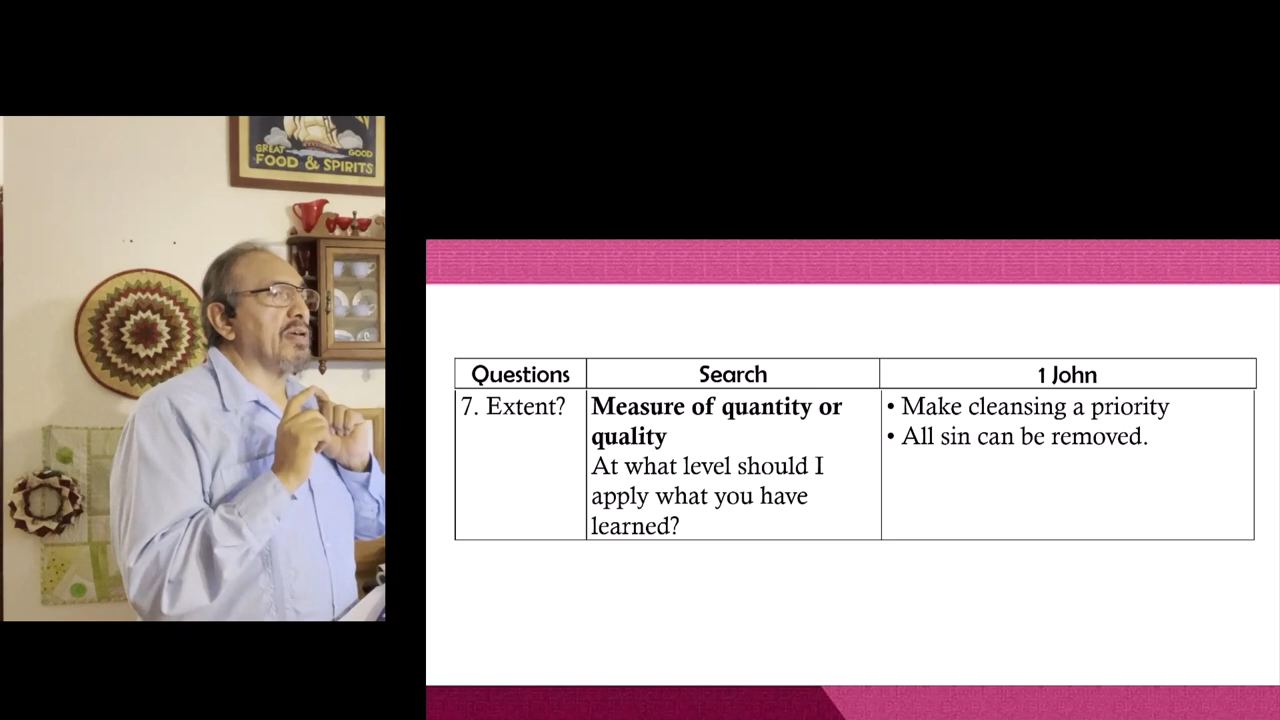 GREAT GOOD
FOOD & SPIRITS
Questions Search 1 John
7. Extent? Measure of quantity or • Make cleansing a priority
quality • All sin can be removed.
At what level should I
apply what you have
learned?